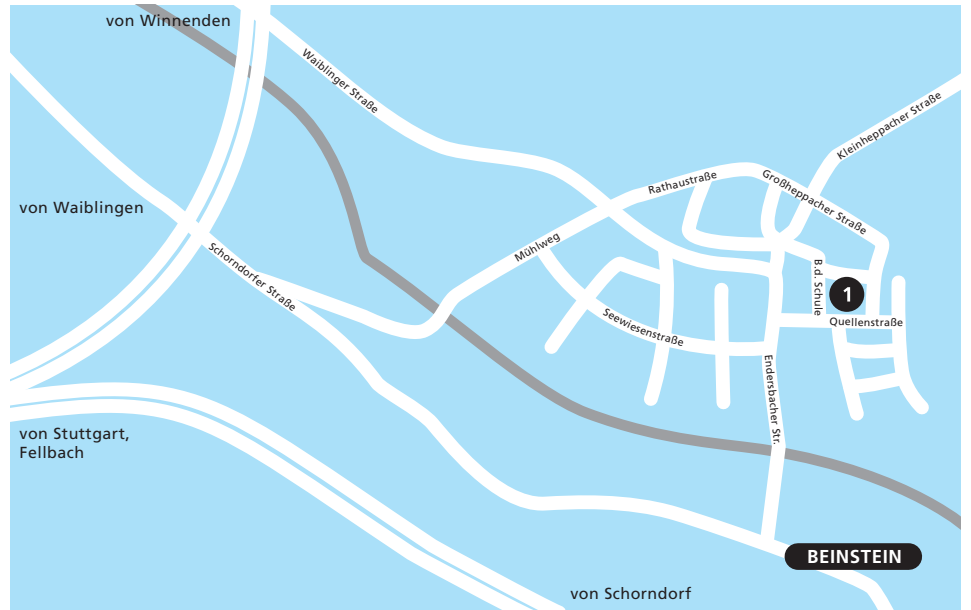 von Winnenden
Waiblinger Straße
Kleinheppacher Straße
Rathaustraße
Großheppacher Straße
von Waiblingen
Schorndorfer Straße
Mühlweg
B.d. Schule
1
Quellenstraße
Seewiesenstraße
Endersbacher Str.
von Stuttgart,
Fellbach
BEINSTEIN
von Schorndorf